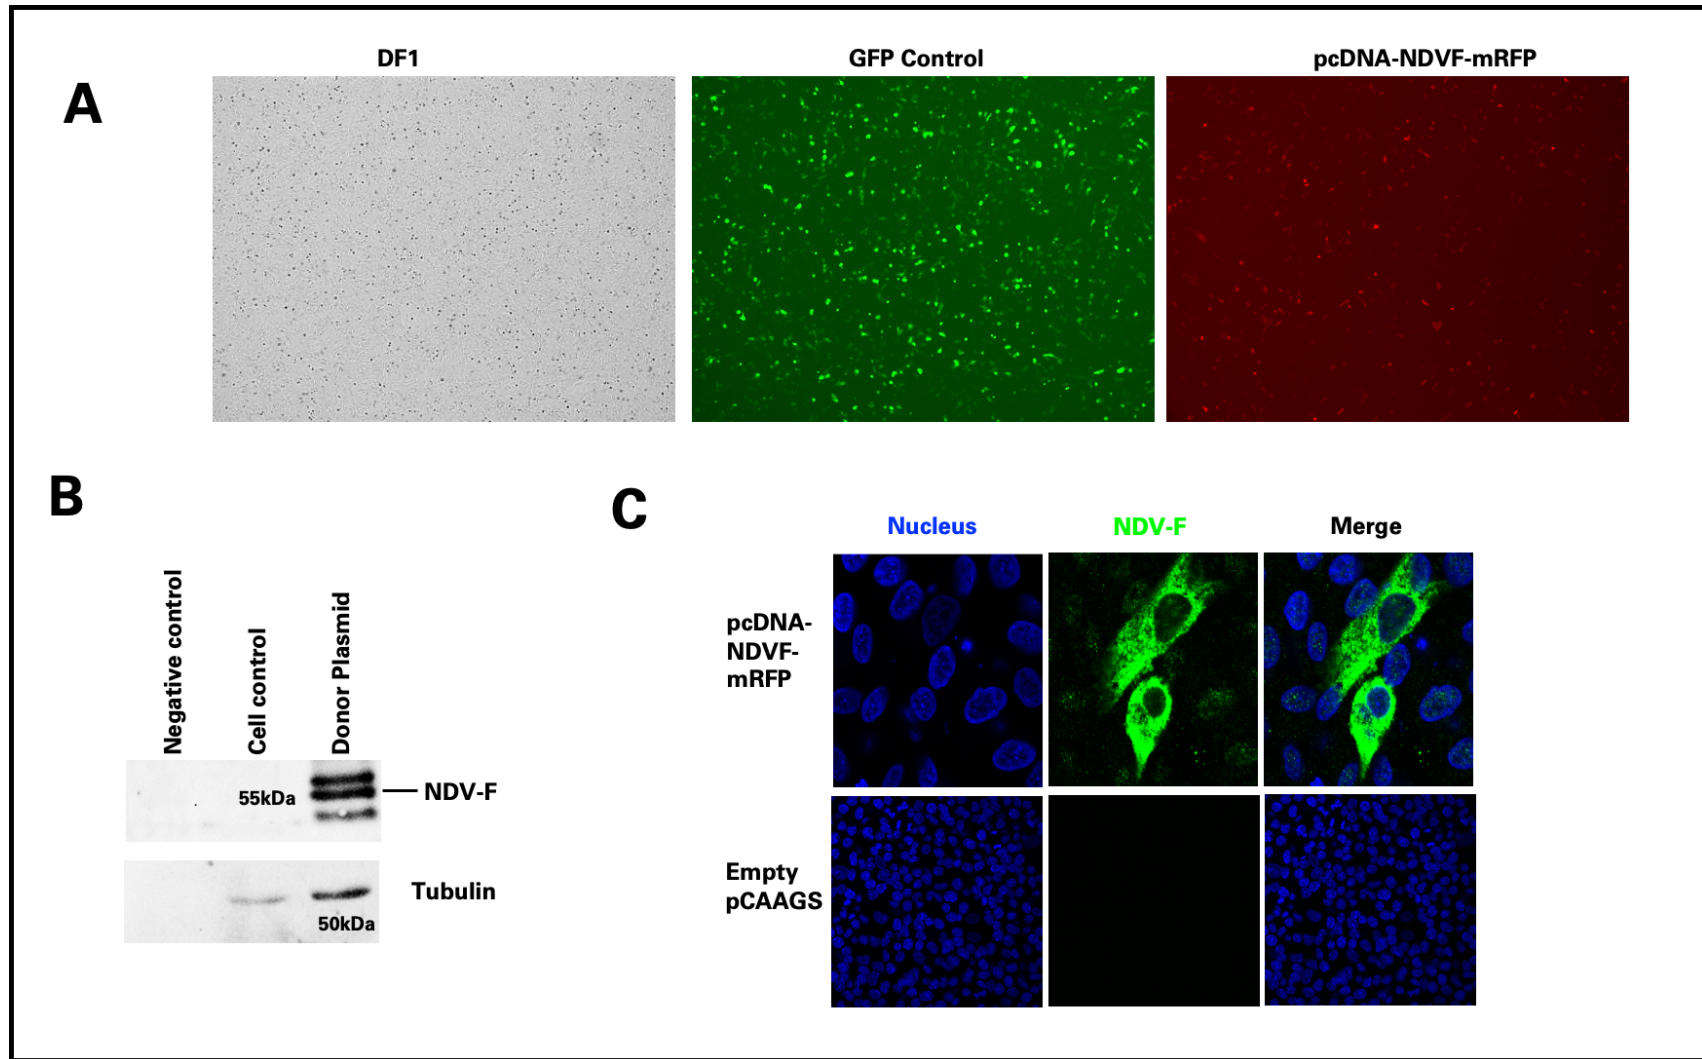 A
DF1
GFP Control
pcDNA-NDVF-mRFP
B
Negative control
Cell control
Donor Plasmid
55kDa
NDV-F
Tubulin
50kDa
C
Nucleus
NDV-F
Merge
pcDNA-
NDVF-
mRFP
Empty
pCAAGS